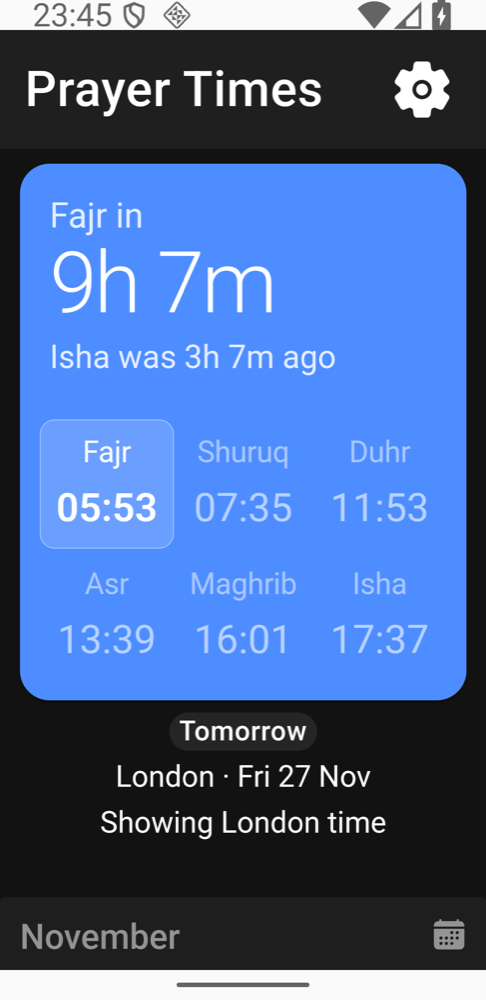 23:45
Prayer Times
Fajr in
9h 7m
Isha was 3h 7m ago
Fajr Shuruq Duhr
05:53 07:35 11:53
Asr Maghrib Isha
13:39 16:01 17:37
Tomorrow
London · Fri 27 Nov
Showing London time
November